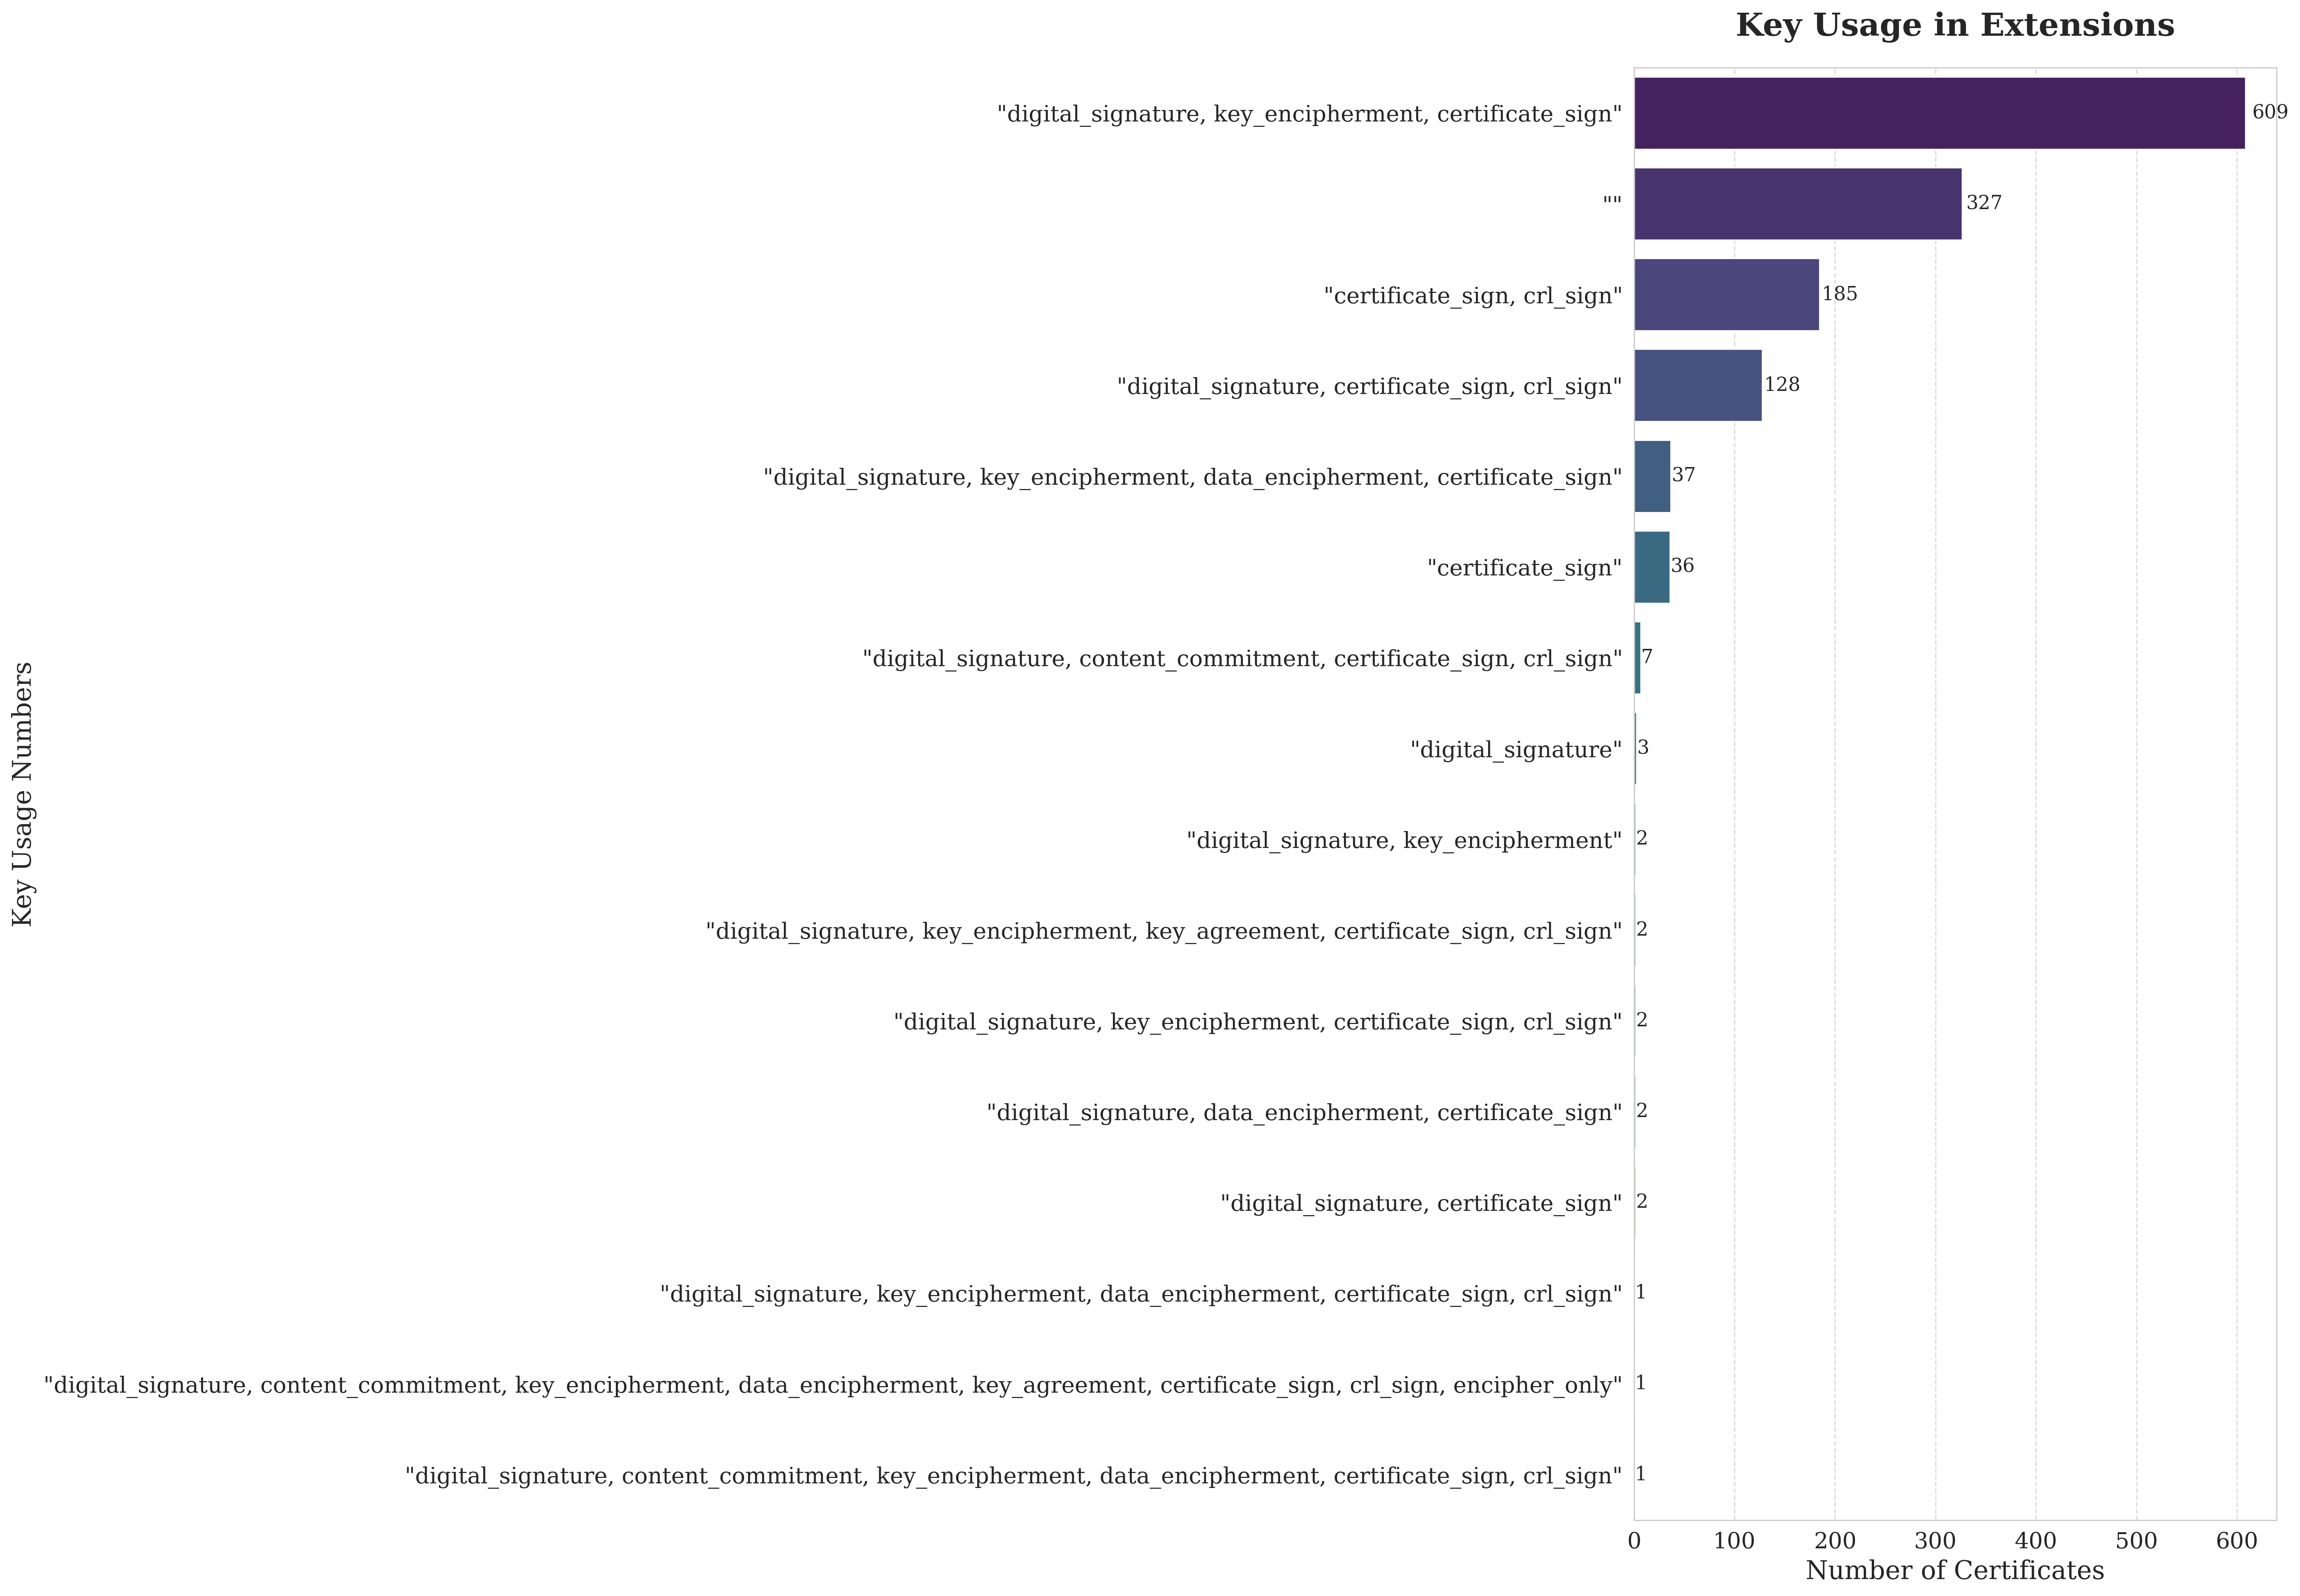 Key Usage in Extensions
"digital_signature, key_encipherment, certificate_sign" 609
"" 327
"certificate_sign, crl_sign" 185
"digital_signature, certificate_sign, crl_sign" 128
"digital_signature, key_encipherment, data_encipherment, certificate_sign" 37
"certificate_sign" 36
"digital_signature, content_commitment, certificate_sign, crl_sign" 7
"digital_signature" 3
"digital_signature, key_encipherment" 2
"digital_signature, key_encipherment, key_agreement, certificate_sign, crl_sign" 2
"digital_signature, key_encipherment, certificate_sign, crl_sign" 2
"digital_signature, data_encipherment, certificate_sign" 2
"digital_signature, certificate_sign" 2
"digital_signature, key_encipherment, data_encipherment, certificate_sign, crl_sign" 1
"digital_signature, content_commitment, key_encipherment, data_encipherment, key_agreement, certificate_sign, crl_sign, encipher_only" 1
"digital_signature, content_commitment, key_encipherment, data_encipherment, certificate_sign, crl_sign" 1
0 100 200 300 400 500 600
Number of Certificates
Key Usage Numbers